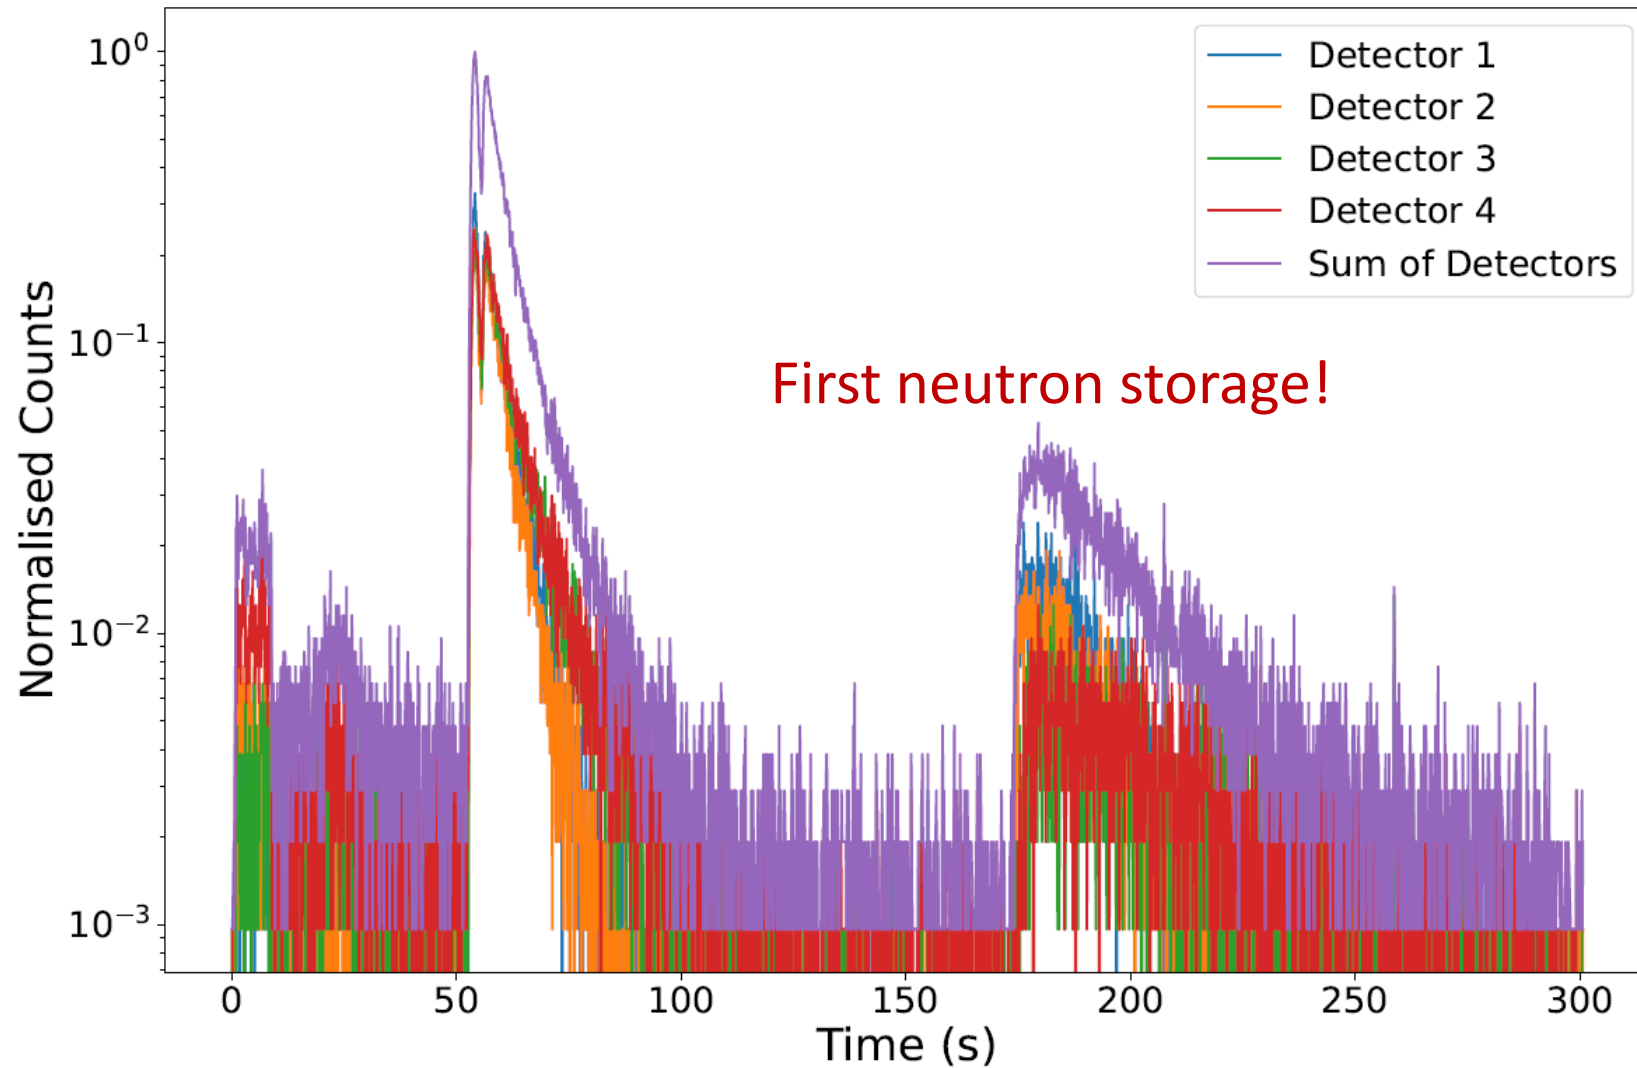 Detector 1
Detector 2
Detector 3
Detector 4
Sum of Detectors
First neutron storage!
Normalised Counts
10⁰
10⁻¹
10⁻²
10⁻³
0 50 100 150 200 250 300
Time (s)